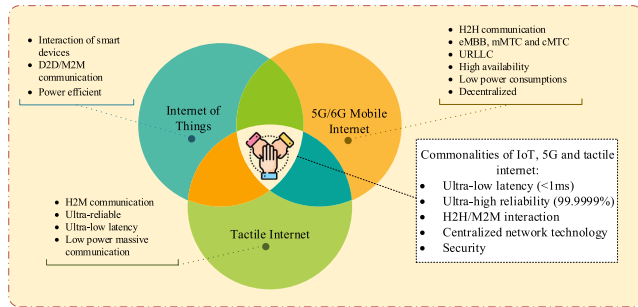 • Interaction of smart
devices
• D2D/M2M
communication
• Power efficient
• H2H communication
• eMBB, mMTC and cMTC
• URLLC
• High availability
• Low power consumptions
• Decentralized
Internet of
Things
5G/6G Mobile
Internet
Commonalities of IoT, 5G and tactile
internet:
• Ultra-low latency (<1ms)
• Ultra-high reliability (99.9999%)
• H2H/M2M interaction
• Centralized network technology
• Security
• H2M communication
• Ultra-reliable
• Ultra-low latency
• Low power massive
communication
Tactile Internet